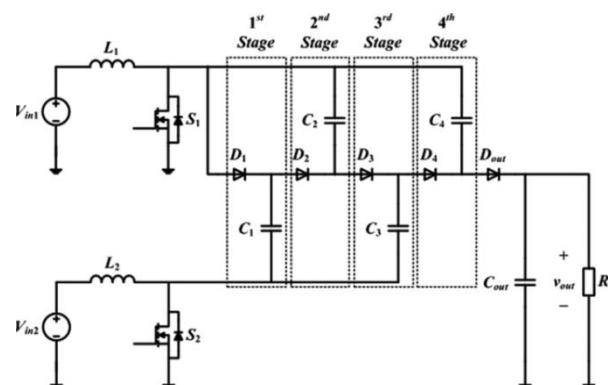 1st Stage
2nd Stage
3rd Stage
4th Stage
L1
Vin1
S1
C2
C4
D1
D2
D3
D4
Dout
C1
C3
L2
Vin2
S2
Cout
+
vout
−
R